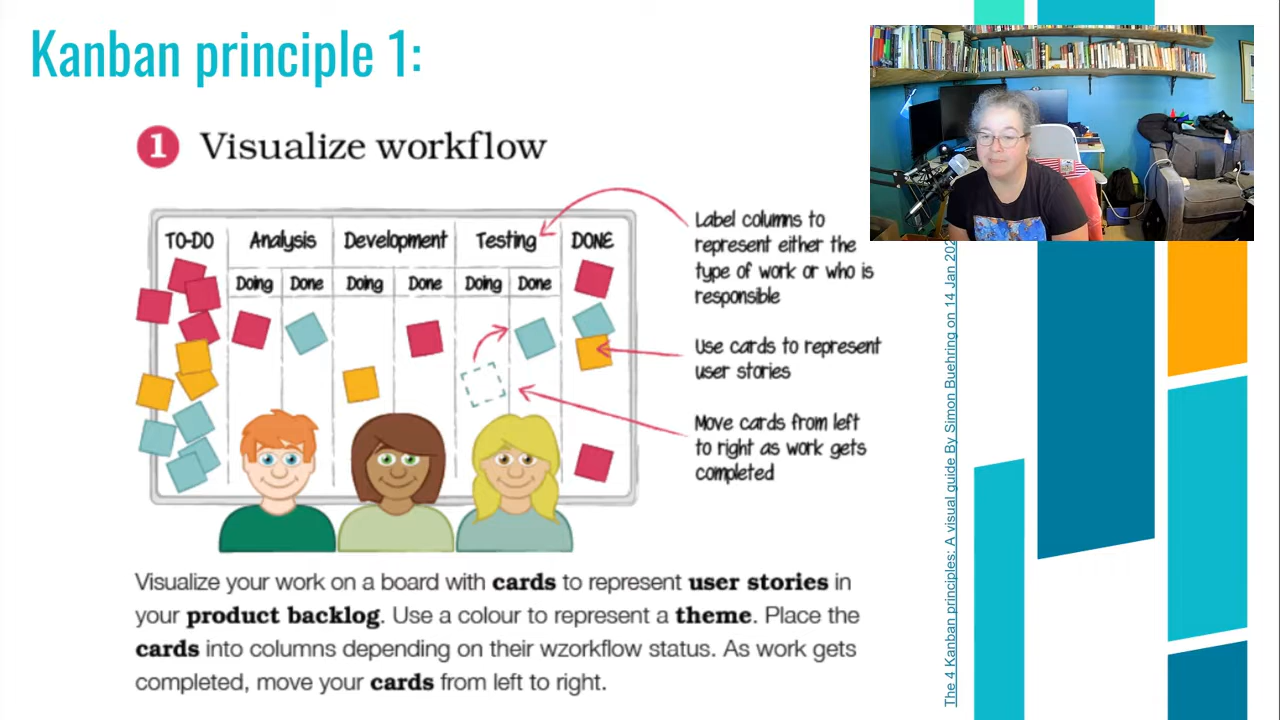 Kanban principle 1:
1 Visualize workflow
TO-DO Analysis Development Testing DONE
Doing Done Doing Done Doing Done
Label columns to
represent either the
type of work or who is
responsible
Use cards to represent
user stories
Move cards from left
to right as work gets
completed
Visualize your work on a board with cards to represent user stories in
your product backlog. Use a colour to represent a theme. Place the
cards into columns depending on their wzorkflow status. As work gets
completed, move your cards from left to right.
The 4 Kanban principles: A visual guide By Simon Buehring on 14 Jan